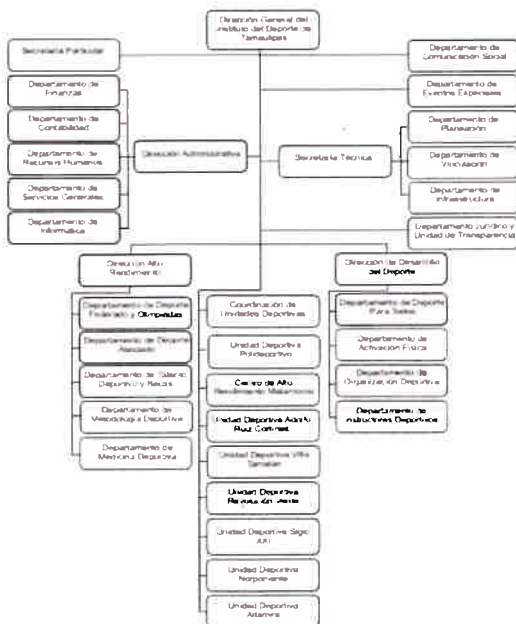 Dirección General del
Instituto del Deporte de
Tamaulipas
Secretaría Particular
Departamento de
Comunicación Social
Departamento de
Finanzas
Departamento de
Eventos Especiales
Departamento de
Contabilidad
Departamento de
Planeación
Departamento de
Recursos Humanos
Dirección Administrativa
Secretaría Técnica
Departamento de
Vinculación
Departamento de
Servicios Generales
Departamento de
Infraestructura
Departamento de
Informática
Departamento Jurídico y
Unidad de Transparencia
Dirección Alto
Rendimiento
Dirección de Desarrollo
del Deporte
Departamento de Deporte
Federado y Olimpiadas
Departamento de Deporte
Asociado
Departamento de Talento
Deportivo y Becas
Departamento de
Metodología Deportiva
Departamento de
Medicina Deportiva
Coordinación de
Unidades Deportivas
Unidad Deportiva
Polideportivo
Centro de Alto
Rendimiento Matamoros
Unidad Deportiva Adolfo
Ruiz Cortines
Unidad Deportiva Villa
Unidad Deportiva
Revolución Verde
Unidad Deportiva Siglo
XXI
Unidad Deportiva
Norponiente
Unidad Deportiva
Altamira
Departamento de Deporte
Para Todos
Departamento de
Activación Física
Departamento de
Organización Deportiva
Departamento de
Instructores Deportivos